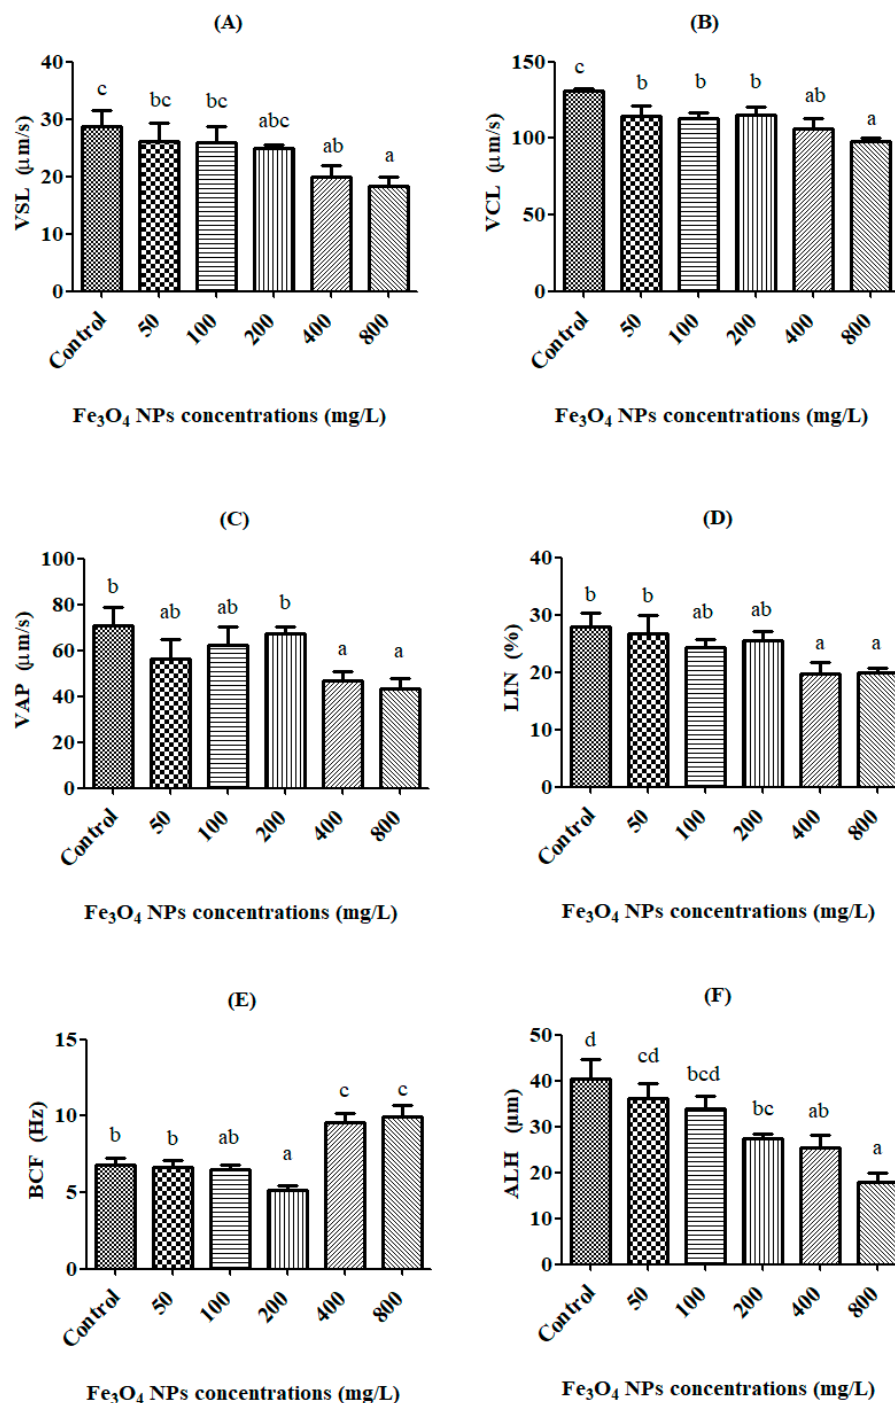 (A)
VSL (μm/s)
40
30
20
10
0
c
bc
bc
abc
ab
a
Control
50
100
200
400
800
Fe₃O₄ NPs concentrations (mg/L)
(B)
VCL (μm/s)
150
100
50
0
c
b
b
b
ab
a
Control
50
100
200
400
800
Fe₃O₄ NPs concentrations (mg/L)
(C)
VAP (μm/s)
100
80
60
40
20
0
b
ab
ab
b
a
a
Control
50
100
200
400
800
Fe₃O₄ NPs concentrations (mg/L)
(D)
LIN (%)
40
30
20
10
0
b
b
ab
ab
a
a
Control
50
100
200
400
800
Fe₃O₄ NPs concentrations (mg/L)
(E)
BCF (Hz)
15
10
5
0
b
b
ab
a
c
c
Control
50
100
200
400
800
Fe₃O₄ NPs concentrations (mg/L)
(F)
ALH (μm)
50
40
30
20
10
0
d
cd
bcd
bc
ab
a
Control
50
100
200
400
800
Fe₃O₄ NPs concentrations (mg/L)